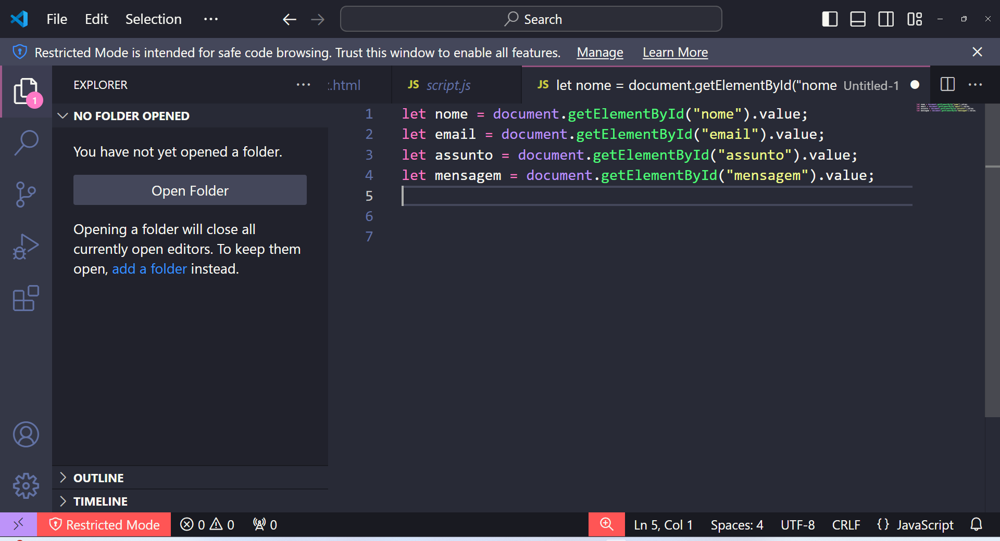 File Edit Selection ···
Search
Restricted Mode is intended for safe code browsing. Trust this window to enable all features. Manage Learn More
EXPLORER
.html
JS script.js
JS let nome = document.getElementById("nome Untitled-1
1
NO FOLDER OPENED
You have not yet opened a folder.
Open Folder
Opening a folder will close all
currently open editors. To keep them
open, add a folder instead.
OUTLINE
TIMELINE
1 let nome = document.getElementById("nome").value;
2 let email = document.getElementById("email").value;
3 let assunto = document.getElementById("assunto").value;
4 let mensagem = document.getElementById("mensagem").value;
5
6
7
Restricted Mode 0 0 0 Ln 5, Col 1 Spaces: 4 UTF-8 CRLF {} JavaScript